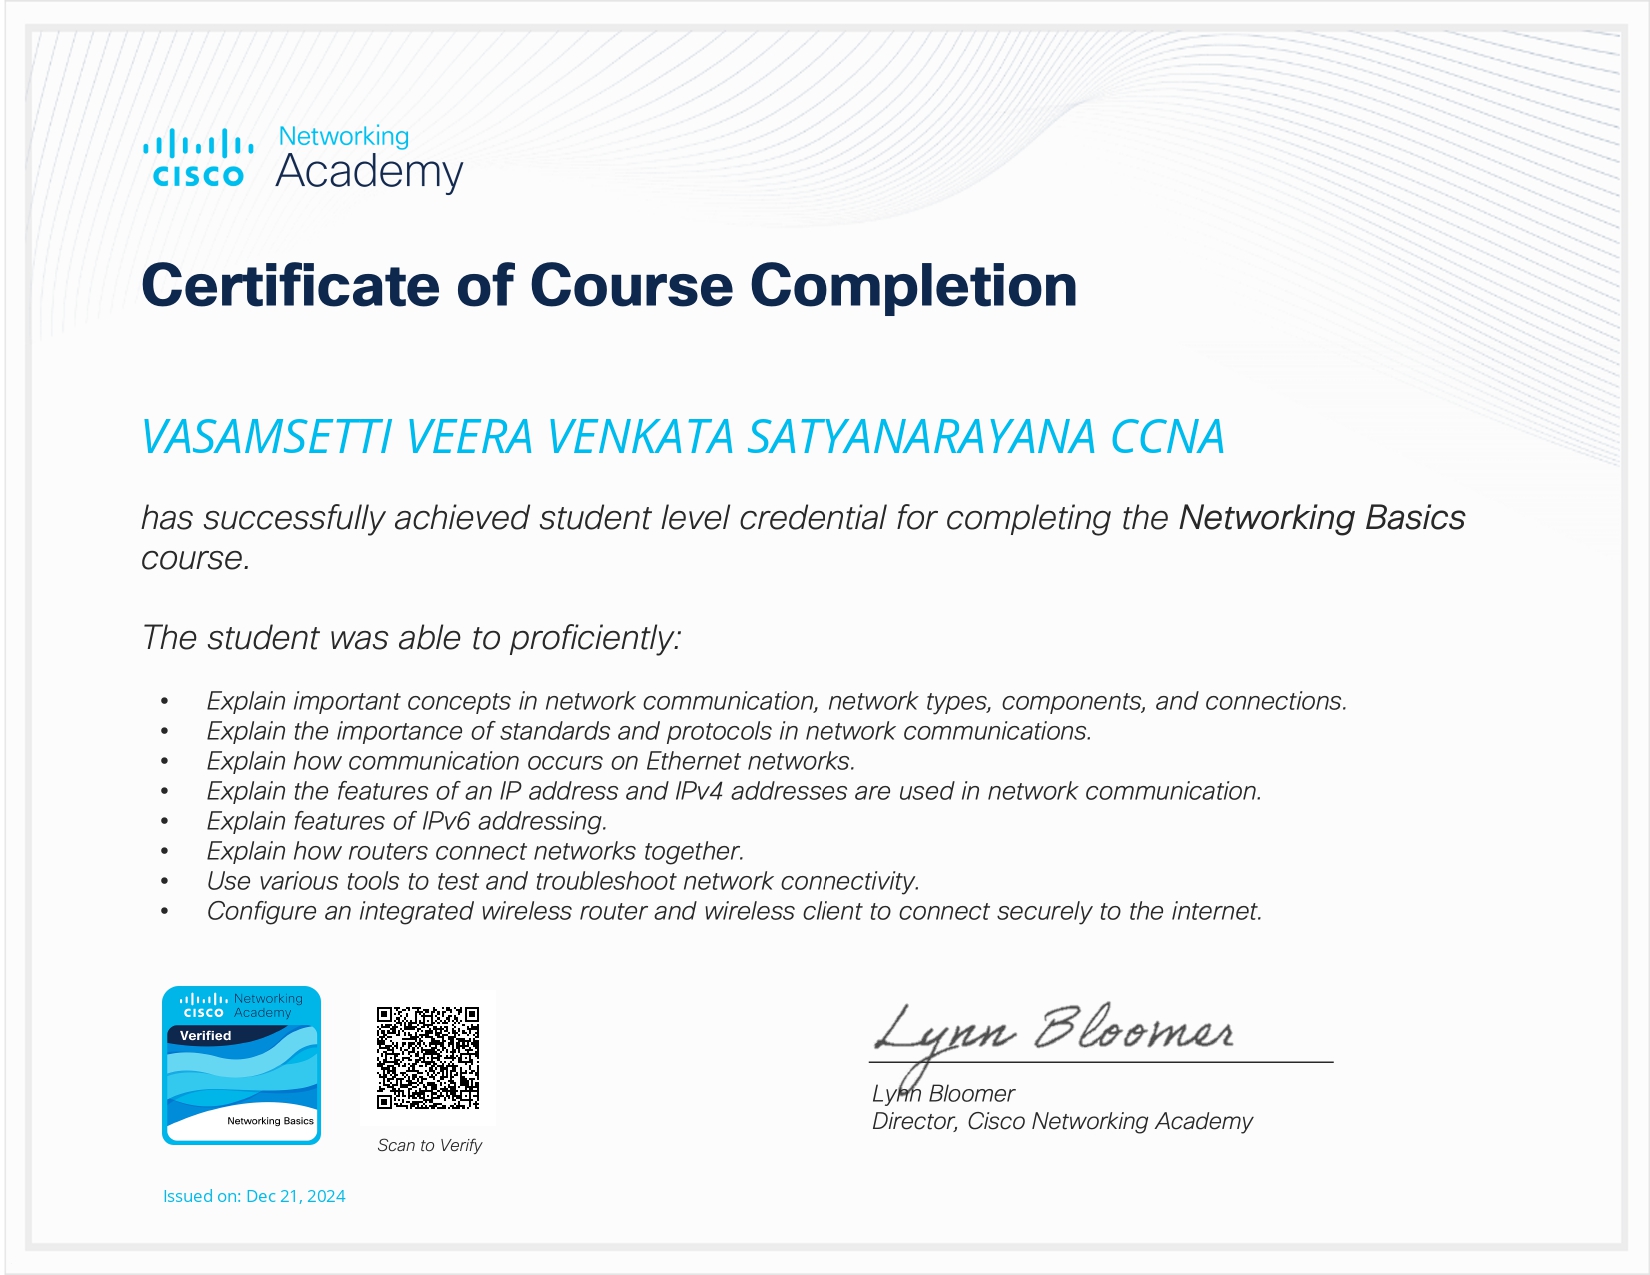 Networking
CISCO Academy
Certificate of Course Completion
VASAMSETTI VEERA VENKATA SATYANARAYANA CCNA
has successfully achieved student level credential for completing the Networking Basics
course.
The student was able to proficiently:
• Explain important concepts in network communication, network types, components, and connections.
• Explain the importance of standards and protocols in network communications.
• Explain how communication occurs on Ethernet networks.
• Explain the features of an IP address and IPv4 addresses are used in network communication.
• Explain features of IPv6 addressing.
• Explain how routers connect networks together.
• Use various tools to test and troubleshoot network connectivity.
• Configure an integrated wireless router and wireless client to connect securely to the internet.
Networking
CISCO Academy
Verified
Networking Basics
Scan to Verify
Lynn Bloomer
Lynn Bloomer
Director, Cisco Networking Academy
Issued on: Dec 21, 2024